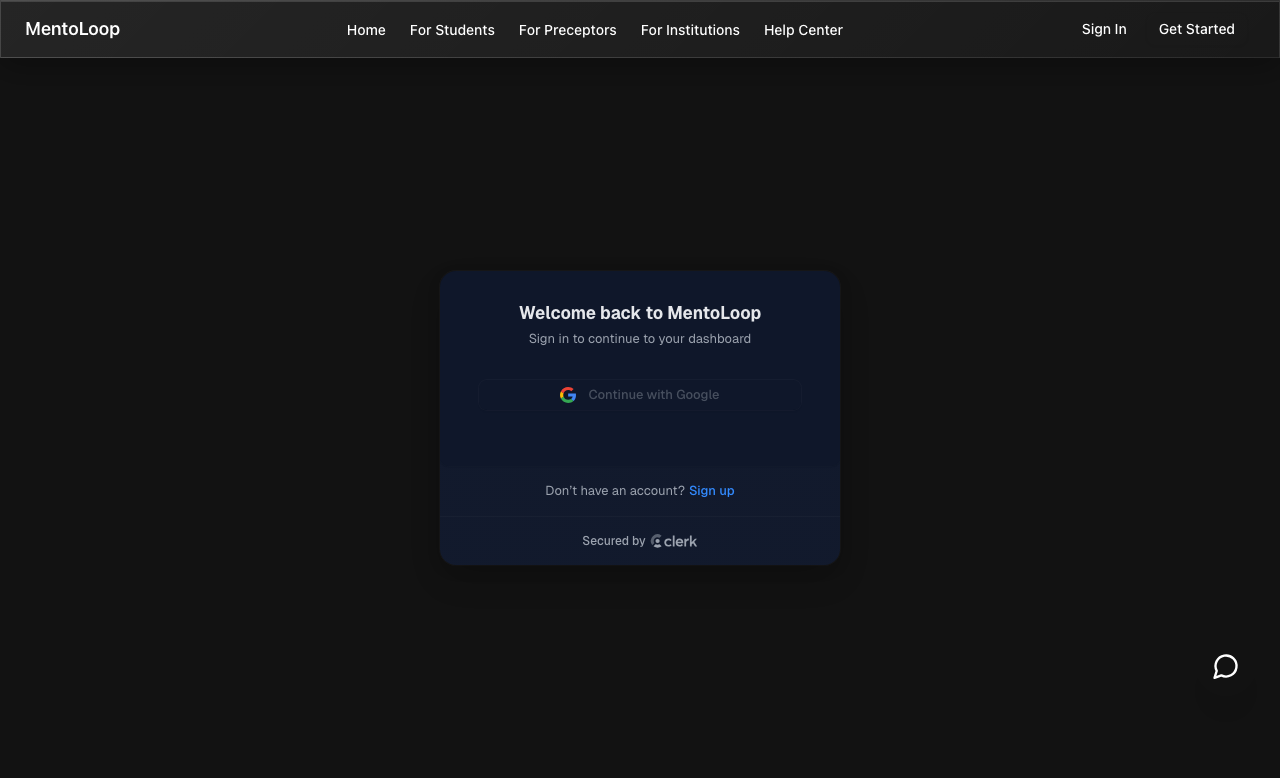 MentoLoop
Home For Students For Preceptors For Institutions Help Center
Sign In Get Started
Welcome back to MentoLoop
Sign in to continue to your dashboard
Continue with Google
Don't have an account? Sign up
Secured by clerk